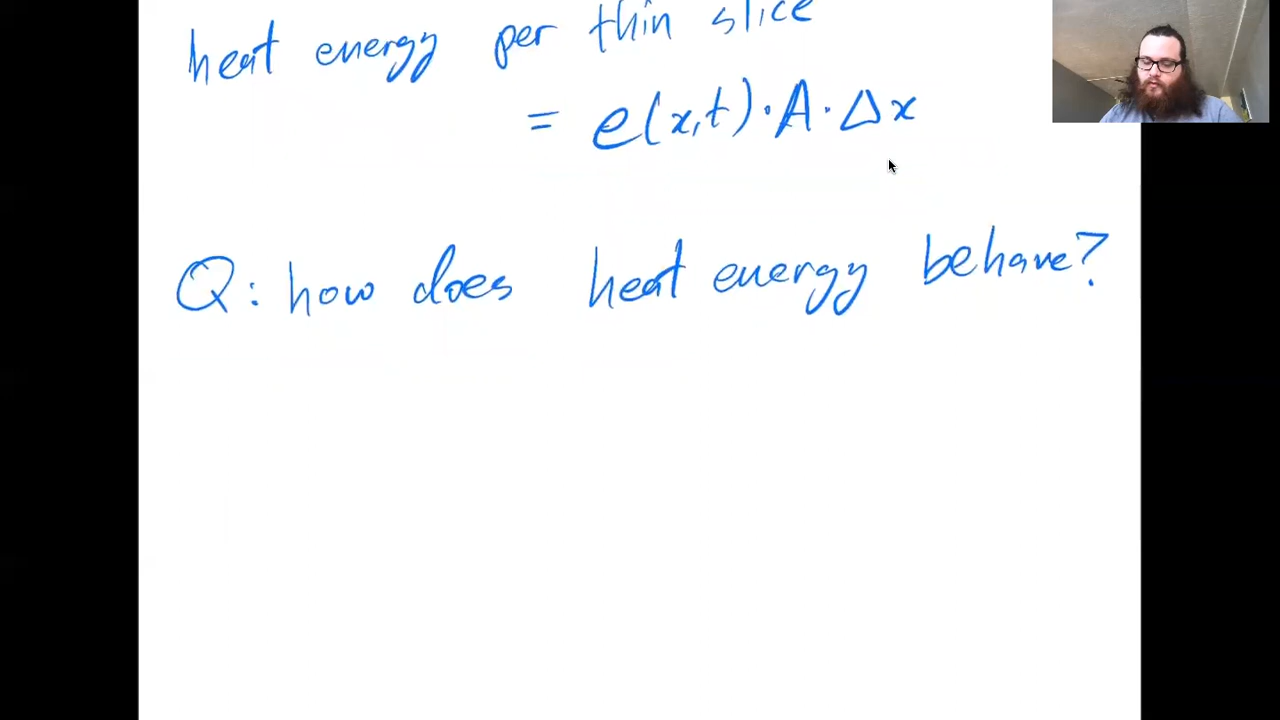 heat energy per thin slice
= e(x,t)·A·Δx
Q: how does heat energy behave?